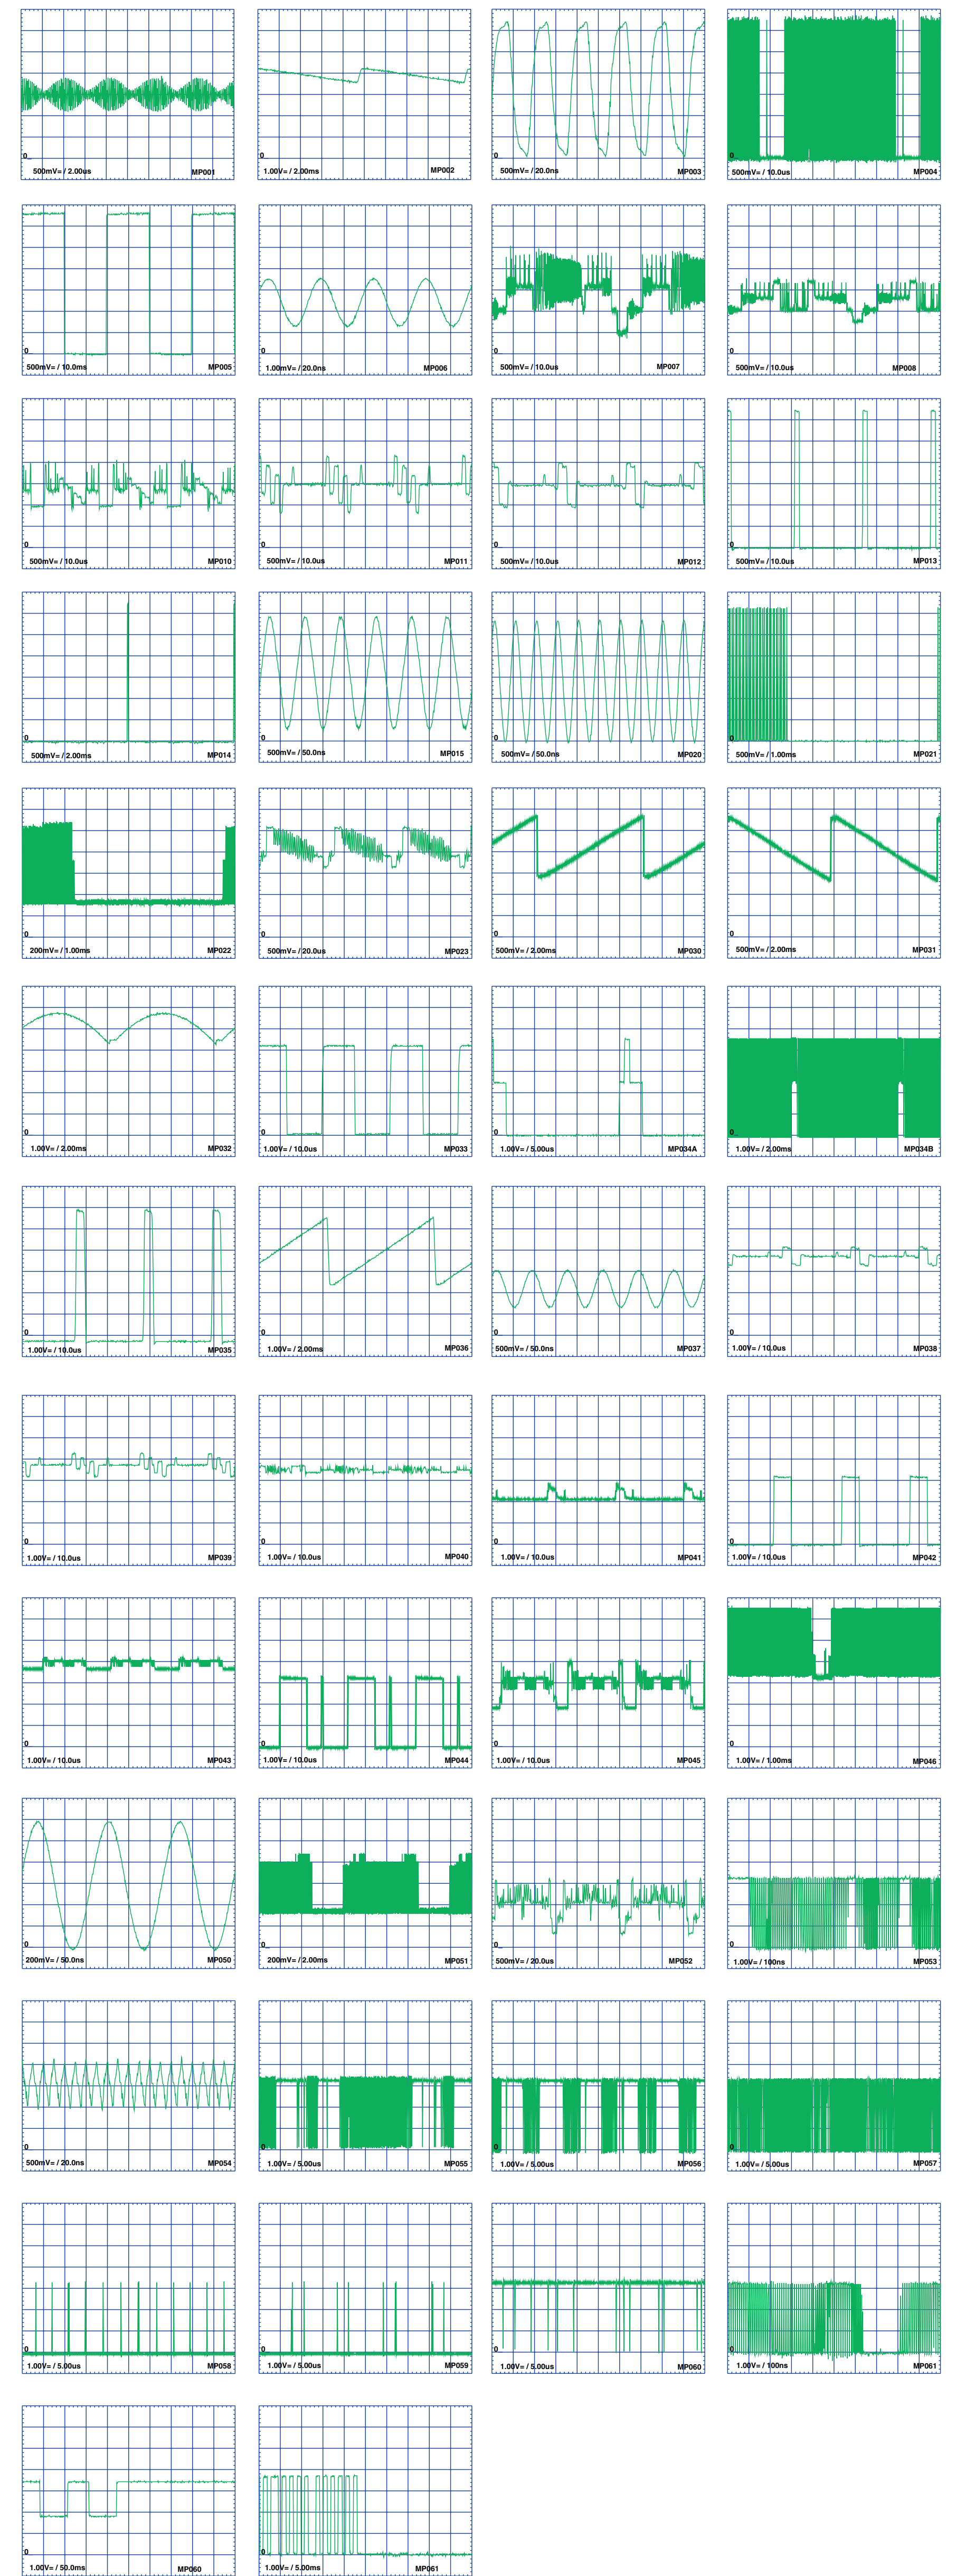 0
500mV= / 2.00us MP001
0
1.00V= / 2.00ms MP002
0
500mV= / 20.0ns MP003
0
500mV= / 10.0us MP004
0
500mV= / 10.0ms MP005
0
1.00mV= / 20.0ns MP006
0
500mV= / 10.0us MP007
0
500mV= / 10.0us MP008
0
500mV= / 10.0us MP010
0
500mV= / 10.0us MP011
0
500mV= / 10.0us MP012
0
500mV= / 10.0us MP013
0
500mV= / 2.00ms MP014
0
500mV= / 50.0ns MP015
0
500mV= / 50.0ns MP020
0
500mV= / 1.00ms MP021
0
200mV= / 1.00ms MP022
0
500mV= / 20.0us MP023
0
500mV= / 2.00ms MP030
0
500mV= / 2.00ms MP031
0
1.00V= / 2.00ms MP032
0
1.00V= / 10.0us MP033
0
1.00V= / 5.00us MP034A
0
1.00V= / 2.00ms MP034B
0
1.00V= / 10.0us MP035
0
1.00V= / 2.00ms MP036
0
500mV= / 50.0ns MP037
0
1.00V= / 10.0us MP038
0
1.00V= / 10.0us MP039
0
1.00V= / 10.0us MP040
0
1.00V= / 10.0us MP041
0
1.00V= / 10.0us MP042
0
1.00V= / 10.0us MP043
0
1.00V= / 10.0us MP044
0
1.00V= / 10.0us MP045
0
1.00V= / 1.00ms MP046
0
200mV= / 50.0ns MP050
0
200mV= / 2.00ms MP051
0
500mV= / 20.0us MP052
0
1.00V= / 100ns MP053
0
500mV= / 20.0ns MP054
0
1.00V= / 5.00us MP055
0
1.00V= / 5.00us MP056
0
1.00V= / 5.00us MP057
0
1.00V= / 5.00us MP058
0
1.00V= / 5.00us MP059
0
1.00V= / 5.00us MP060
0
1.00V= / 100ns MP061
0
1.00V= / 50.0ms MP060
0
1.00V= / 5.00ms MP061